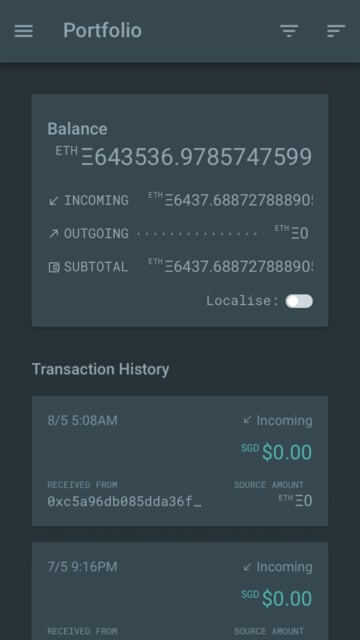 Portfolio
Balance
ETH Ξ643536.9785747599
INCOMING ETH Ξ6437.68872788890
OUTGOING ··············· ETH Ξ0
SUBTOTAL ETH Ξ6437.68872788890
Localise:
Transaction History
8/5 5:08AM Incoming
SGD $0.00
RECEIVED FROM SOURCE AMOUNT
0xc5a96db085dda36f… ETH Ξ0
7/5 9:16PM Incoming
SGD $0.00
RECEIVED FROM SOURCE AMOUNT